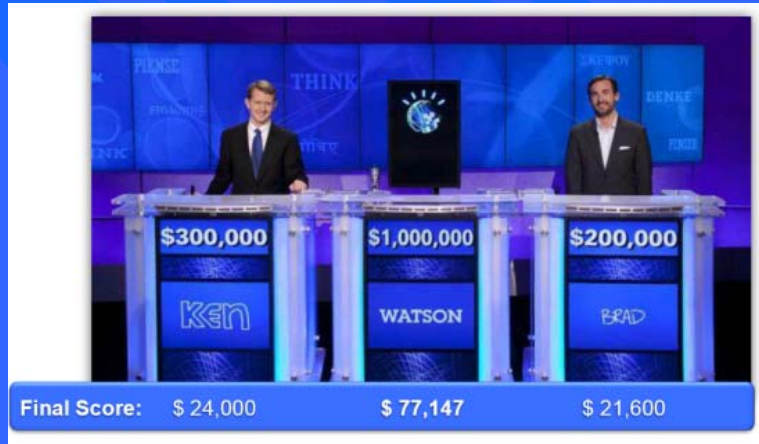 PIENSE
THINK
ΣΚΕΨΟΥ
DENKE
$300,000 $1,000,000 $200,000
Ken WATSON BRAD
Final Score: $ 24,000 $ 77,147 $ 21,600